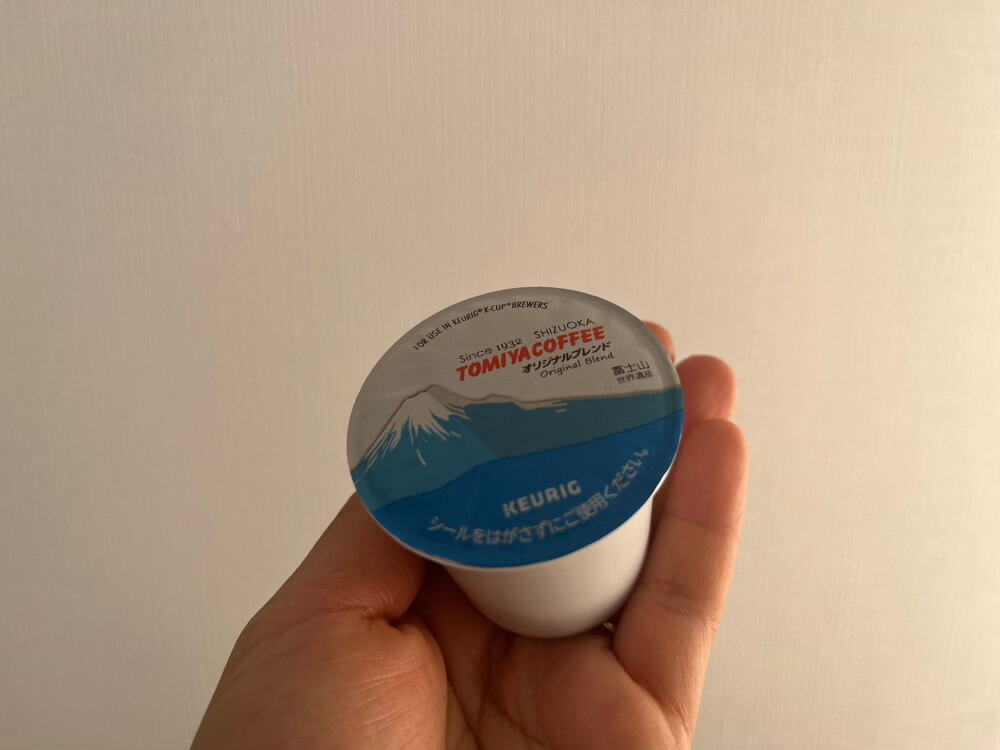 FOR USE IN KEURIG® K-CUP® BREWERS
Since 1932 SHIZUOKA
TOMIYACOFFEE
オリジナルブレンド
Original Blend
富士山
世界遺産
KEURIG
シールをはがさずにご使用ください。